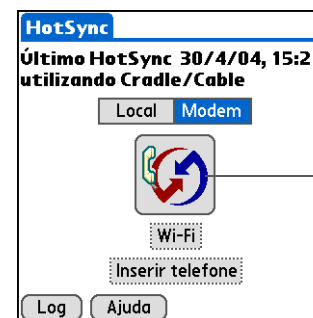 HotSync
Último HotSync 30/4/04, 15:2
utilizando Cradle/Cable
Local Modem
Wi-Fi
Inserir telefone
Log Ajuda